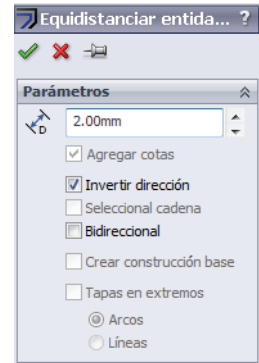 Equidistanciar entida... ?
Parámetros
D
2.00mm
Agregar cotas
Invertir dirección
Seleccional cadena
Bidireccional
Crear construcción base
Tapas en extremos
Arcos
Líneas